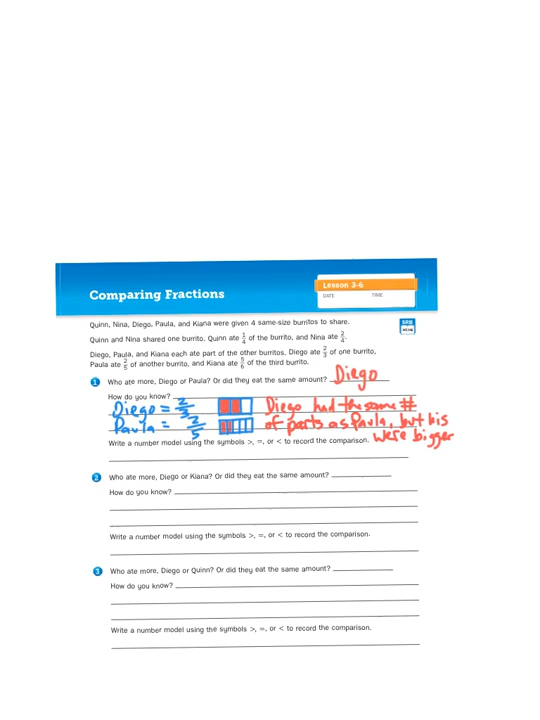 Comparing Fractions
Lesson 3-6
DATE TIME
Quinn, Nina, Diego, Paula, and Kiana were given 4 same-size burritos to share.
SRB
Quinn and Nina shared one burrito. Quinn ate 1/4 of the burrito, and Nina ate 2/4.
Diego, Paula, and Kiana each ate part of the other burritos. Diego ate 2/3 of one burrito,
Paula ate 2/5 of another burrito, and Kiana ate 5/6 of the third burrito.
1 Who ate more, Diego or Paula? Or did they eat the same amount? Diego
How do you know?
Diego = 2/3 Diego had the same #
Paula = 2/5 of parts as Paula, but his
were bigger
Write a number model using the symbols >, =, or < to record the comparison.
2 Who ate more, Diego or Kiana? Or did they eat the same amount?
How do you know?
Write a number model using the symbols >, =, or < to record the comparison.
3 Who ate more, Diego or Quinn? Or did they eat the same amount?
How do you know?
Write a number model using the symbols >, =, or < to record the comparison.